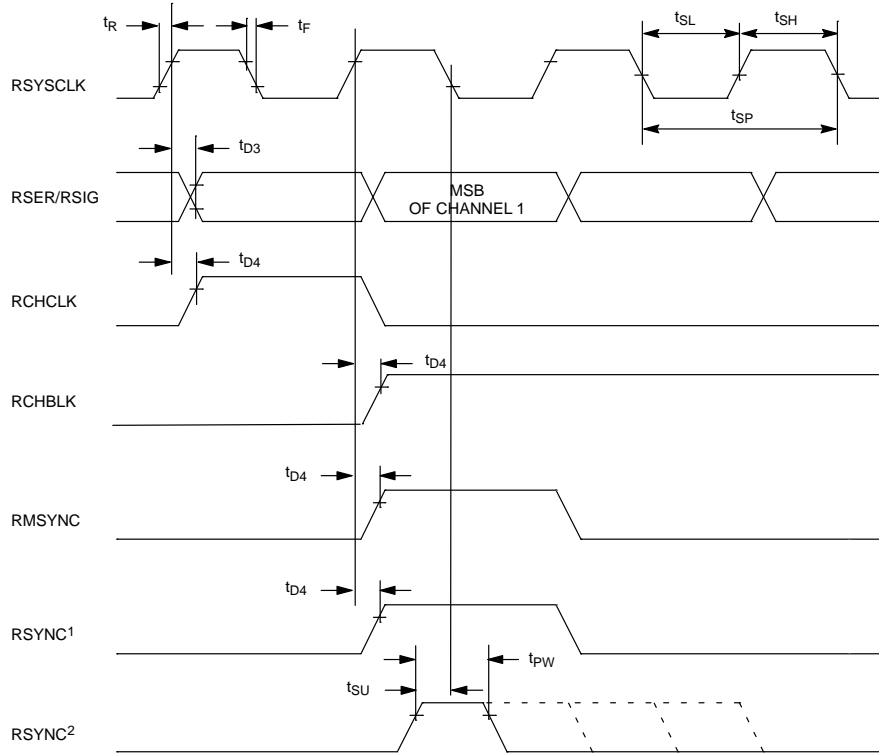 tR
tF
tSL
tSH
RSYSCLK
tSP
tD3
RSER/RSIG
MSB
OF CHANNEL 1
tD4
RCHCLK
tD4
RCHBLK
tD4
RMSYNC
tD4
RSYNC1
tPW
tSU
RSYNC2